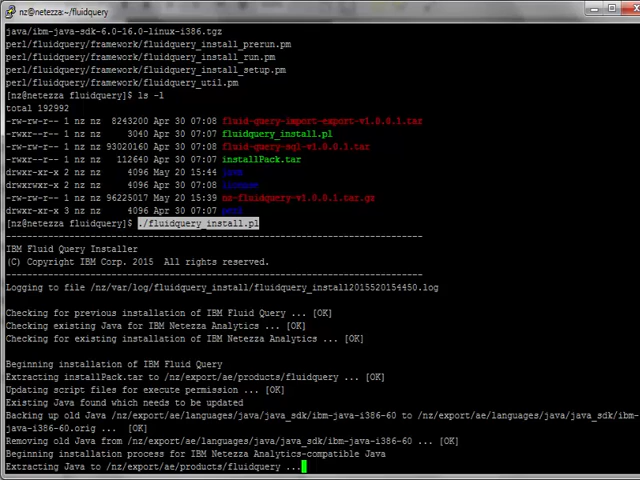 nz@netezza:~/fluidquery
java/ibm-java-sdk-6.0-16.0-linux-i386.tgz
perl/fluidquery/framework/fluidquery_install_prerun.pm
perl/fluidquery/framework/fluidquery_install_run.pm
perl/fluidquery/framework/fluidquery_install_setup.pm
perl/fluidquery/framework/fluidquery_util.pm
[nz@netezza fluidquery]$ ls -l
total 192992
-rw-rw-r-- 1 nz nz  8243200 Apr 30 07:08 fluid-query-import-export-v1.0.0.1.tar
-rwxr--r-- 1 nz nz     3040 Apr 30 07:07 fluidquery_install.pl
-rw-rw-r-- 1 nz nz 93020160 Apr 30 07:08 fluid-query-sql-v1.0.0.1.tar
-rwxr--r-- 1 nz nz   112640 Apr 30 07:08 installPack.tar
drwxr-xr-x 2 nz nz     4096 May 20 15:44 java
drwxrwxr-x 2 nz nz     4096 Apr 30 07:08
-rw-rw-r-- 1 nz nz 96225017 May 20 15:39 nz-fluidquery-v1.0.0.1.tar.gz
drwxr-xr-x 3 nz nz     4096 Apr 30 07:07 perl
[nz@netezza fluidquery]$ ./fluidquery_install.pl
--------------------------------------------------------------------------------
IBM Fluid Query Installer
(C) Copyright IBM Corp. 2015  All rights reserved.
--------------------------------------------------------------------------------
Logging to file /nz/var/log/fluidquery_install/fluidquery_install2015520154450.log
Checking for previous installation of IBM Fluid Query ... [OK]
Checking existing Java for IBM Netezza Analytics ... [OK]
Checking for existing installation of IBM Netezza Analytics ... [OK]
Beginning installation of IBM Fluid Query
Extracting installPack.tar to /nz/export/ae/products/fluidquery ... [OK]
Updating script files for execute permission ... [OK]
Existing Java found which needs to be updated
Backing up old Java /nz/export/ae/languages/java/java_sdk/ibm-java-i386-60 to /nz/export/ae/languages/java/java_sdk/ibm-
java-i386-60.orig ... [OK]
Removing old Java from /nz/export/ae/languages/java/java_sdk/ibm-java-i386-60 ... [OK]
Beginning installation process for IBM Netezza Analytics-compatible Java
Extracting Java to /nz/export/ae/products/fluidquery ...